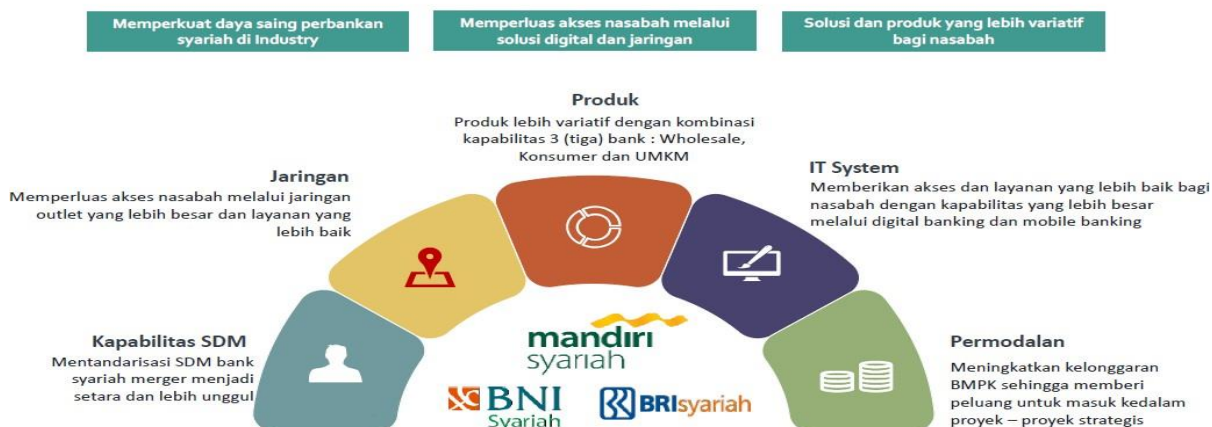 Memperkuat daya saing perbankan
syariah di Industry
Memperluas akses nasabah melalui
solusi digital dan jaringan
Solusi dan produk yang lebih variatif
bagi nasabah
Produk
Produk lebih variatif dengan kombinasi
kapabilitas 3 (tiga) bank : Wholesale,
Konsumer dan UMKM
Jaringan
Memperluas akses nasabah melalui jaringan
outlet yang lebih besar dan layanan yang
lebih baik
IT System
Memberikan akses dan layanan yang lebih baik bagi
nasabah dengan kapabilitas yang lebih besar
melalui digital banking dan mobile banking
Kapabilitas SDM
Mentandarisasi SDM bank
syariah merger menjadi
setara dan lebih unggul
mandiri
syariah
BNI
Syariah
BRIsyariah
Permodalan
Meningkatkan kelonggaran
BMPK sehingga memberi
peluang untuk masuk kedalam
proyek – proyek strategis